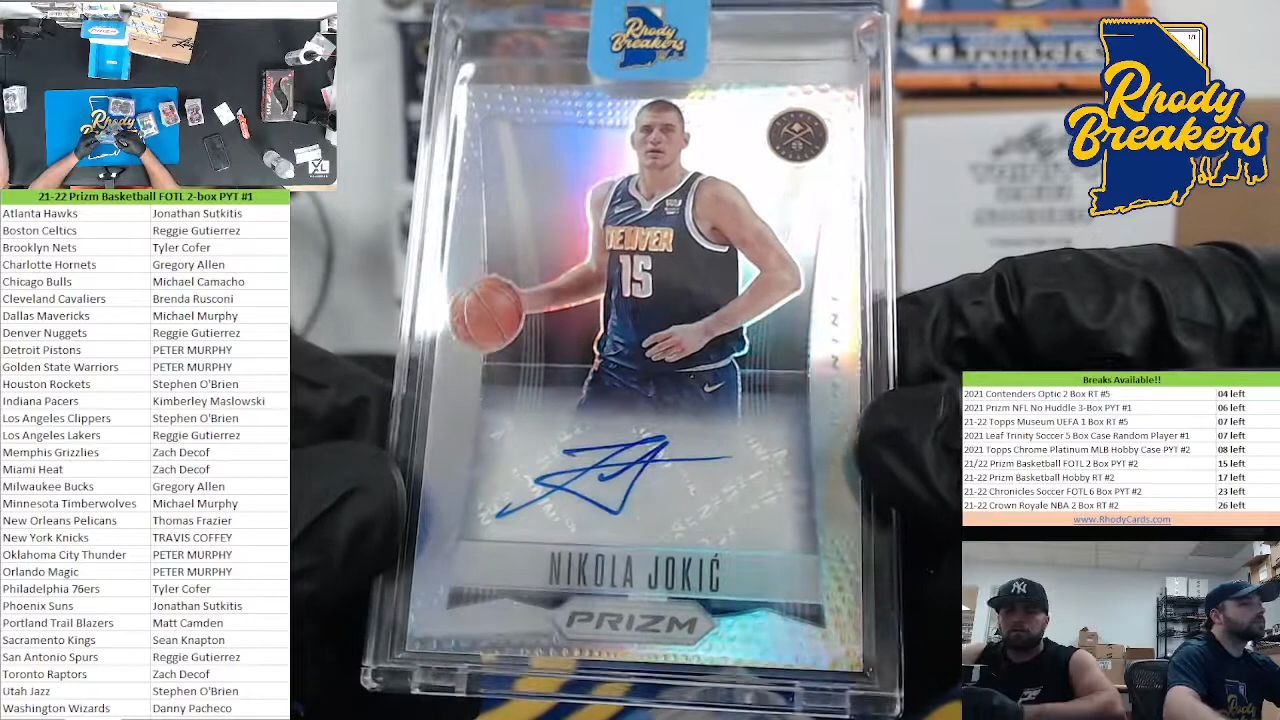 21-22 Prizm Basketball FOTL 2-box PYT #1
Atlanta Hawks Jonathan Sutkitis
Boston Celtics Reggie Gutierrez
Brooklyn Nets Tyler Cofer
Charlotte Hornets Gregory Allen
Chicago Bulls Michael Camacho
Cleveland Cavaliers Brenda Rusconi
Dallas Mavericks Michael Murphy
Denver Nuggets Reggie Gutierrez
Detroit Pistons PETER MURPHY
Golden State Warriors PETER MURPHY
Houston Rockets Stephen O'Brien
Indiana Pacers Kimberley Maslowski
Los Angeles Clippers Stephen O'Brien
Los Angeles Lakers Reggie Gutierrez
Memphis Grizzlies Zach Decof
Miami Heat Zach Decof
Milwaukee Bucks Gregory Allen
Minnesota Timberwolves Michael Murphy
New Orleans Pelicans Thomas Frazier
New York Knicks TRAVIS COFFEY
Oklahoma City Thunder PETER MURPHY
Orlando Magic PETER MURPHY
Philadelphia 76ers Tyler Cofer
Phoenix Suns Jonathan Sutkitis
Portland Trail Blazers Matt Camden
Sacramento Kings Sean Knapton
San Antonio Spurs Reggie Gutierrez
Toronto Raptors Zach Decof
Utah Jazz Stephen O'Brien
Washington Wizards Danny Pacheco
PRIZM
Rhody
Rhody
Breakers
DENVER
15
NIKOLA JOKIĆ
PRIZM
1/1
Rhody
Breakers
Breaks Available!!
2021 Contenders Optic 2 Box RT #5 04 left
2021 Prizm NFL No Huddle 3-Box PYT #1 06 left
21-22 Topps Museum UEFA 1 Box RT #5 07 left
2021 Leaf Trinity Soccer 5 Box Case Random Player #1 07 left
2021 Topps Chrome Platinum MLB Hobby Case PYT #2 08 left
21/22 Prizm Basketball FOTL 2 Box PYT #2 15 left
21-22 Prizm Basketball Hobby RT #2 17 left
21-22 Chronicles Soccer FOTL 6 Box PYT #2 23 left
21-22 Crown Royale NBA 2 Box RT #2 26 left
www.RhodyCards.com
Rhody
Breakers